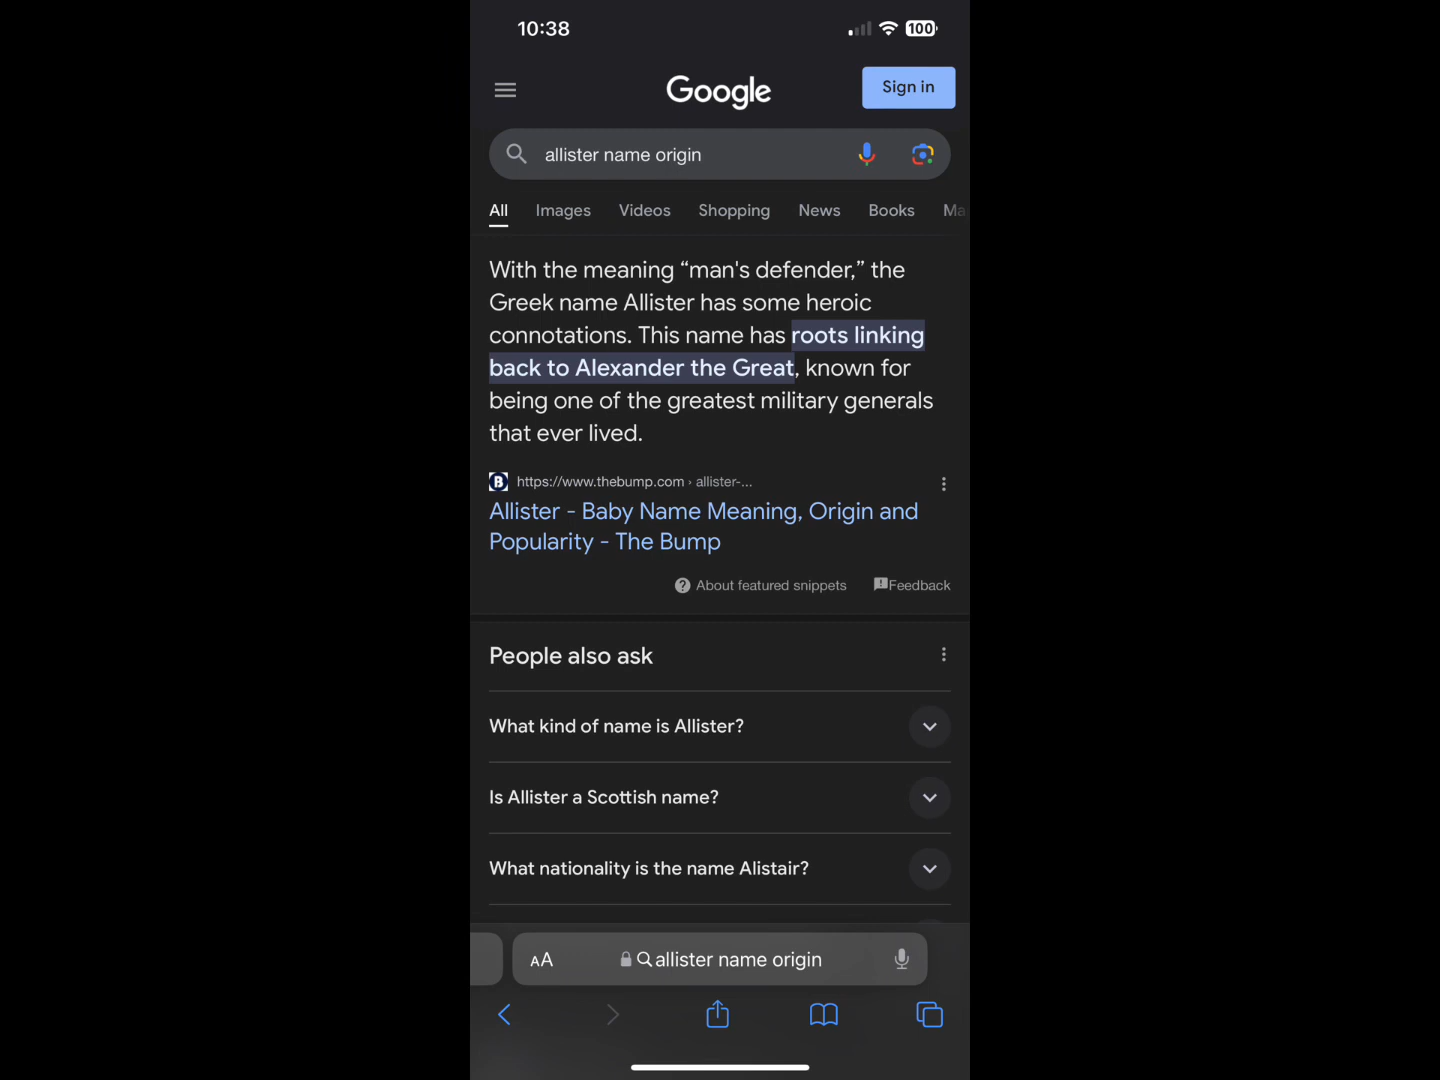 10:38
100
Google
Sign in
allister name origin
All Images Videos Shopping News Books Ma
With the meaning “man's defender,” the
Greek name Allister has some heroic
connotations. This name has roots linking
back to Alexander the Great, known for
being one of the greatest military generals
that ever lived.
B https://www.thebump.com › allister-...
Allister - Baby Name Meaning, Origin and
Popularity - The Bump
About featured snippets Feedback
People also ask
What kind of name is Allister?
Is Allister a Scottish name?
What nationality is the name Alistair?
AA allister name origin